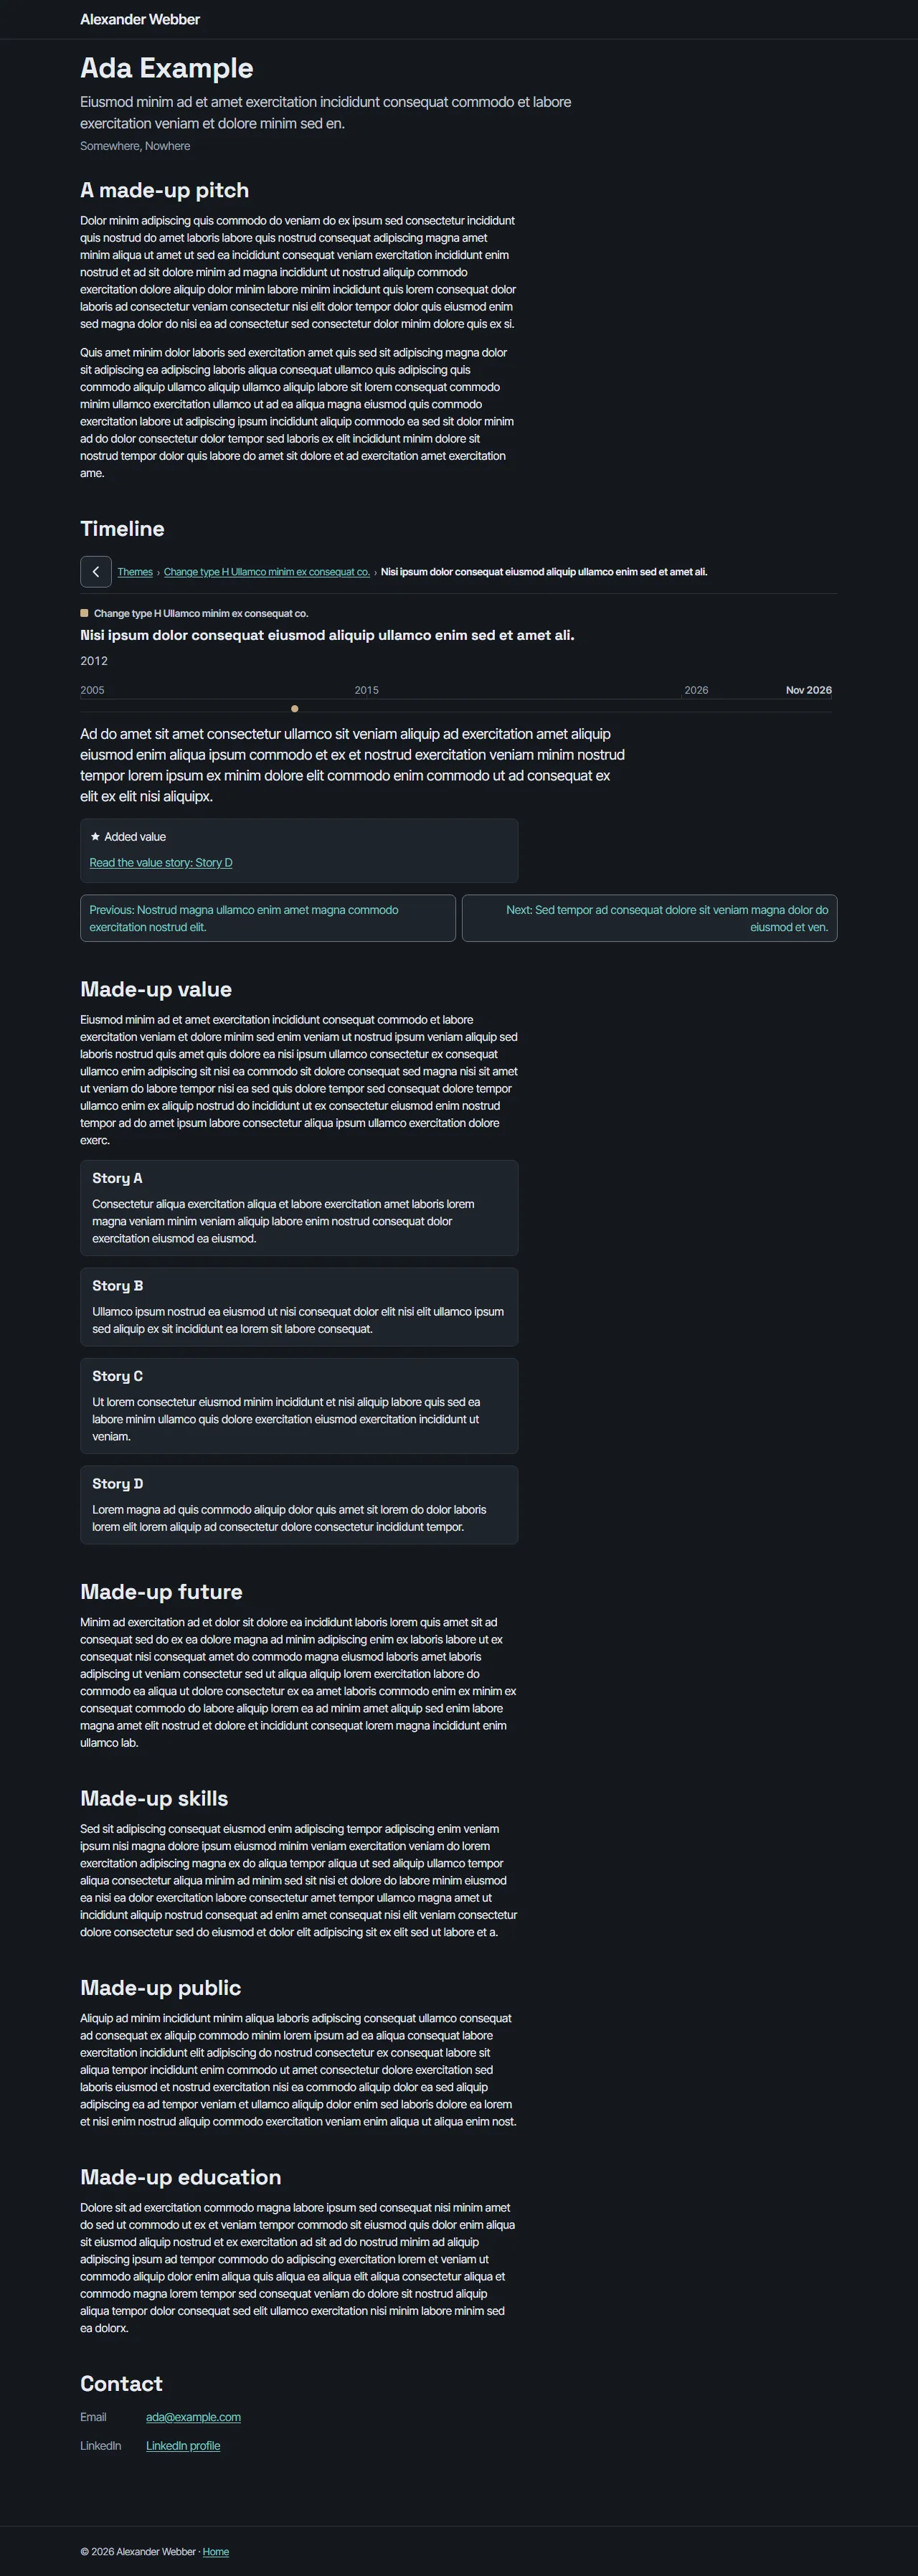 Alexander Webber
Ada Example
Eiusmod minim ad et amet exercitation incididunt consequat commodo et labore
exercitation veniam et dolore minim sed en.
Somewhere, Nowhere
A made-up pitch
Dolor minim adipiscing quis commodo do veniam do ex ipsum sed consectetur incididunt
quis nostrud do amet laboris labore quis nostrud consequat adipiscing magna amet
minim aliqua ut amet ut sed ea incididunt consequat veniam exercitation incididunt enim
nostrud et ad sit dolore minim ad magna incididunt ut nostrud aliquip commodo
exercitation dolore aliquip dolor minim labore minim incididunt quis lorem consequat dolor
laboris ad consectetur veniam consectetur nisi elit dolor tempor dolor quis eiusmod enim
sed magna dolor do nisi ea ad consectetur sed consectetur dolor minim dolore quis ex si.
Quis amet minim dolor laboris sed exercitation amet quis sed sit adipiscing magna dolor
sit adipiscing ea adipiscing laboris aliqua consequat ullamco quis adipiscing quis
commodo aliquip ullamco aliquip ullamco aliquip labore sit lorem consequat commodo
minim ullamco exercitation ullamco ut ad ea aliqua magna eiusmod quis commodo
exercitation labore ut adipiscing ipsum incididunt aliquip commodo ea sed sit dolor minim
ad do dolor consectetur dolor tempor sed laboris ex elit incididunt minim dolore sit
nostrud tempor dolor quis labore do amet sit dolore et ad exercitation amet exercitation
ame.
Timeline
Themes › Change type H Ullamco minim ex consequat co. › Nisi ipsum dolor consequat eiusmod aliquip ullamco enim sed et amet ali.
Change type H Ullamco minim ex consequat co.
Nisi ipsum dolor consequat eiusmod aliquip ullamco enim sed et amet ali.
2012
2005 2015 2026 Nov 2026
Ad do amet sit amet consectetur ullamco sit veniam aliquip ad exercitation amet aliquip
eiusmod enim aliqua ipsum commodo et ex et nostrud exercitation veniam minim nostrud
tempor lorem ipsum ex minim dolore elit commodo enim commodo ut ad consequat ex
elit ex elit nisi aliquipx.
★ Added value
Read the value story: Story D
Previous: Nostrud magna ullamco enim amet magna commodo
exercitation nostrud elit.
Next: Sed tempor ad consequat dolore sit veniam magna dolor do
eiusmod et ven.
Made-up value
Eiusmod minim ad et amet exercitation incididunt consequat commodo et labore
exercitation veniam et dolore minim sed enim veniam ut nostrud ipsum veniam aliquip sed
laboris nostrud quis amet quis dolore ea nisi ipsum ullamco consectetur ex consequat
ullamco enim adipiscing sit nisi ea commodo sit dolore consequat sed magna nisi sit amet
ut veniam do labore tempor nisi ea sed quis dolore tempor sed consequat dolore tempor
ullamco enim ex aliquip nostrud do incididunt ut ex consectetur eiusmod enim nostrud
tempor ad do amet ipsum labore consectetur aliqua ipsum ullamco exercitation dolore
exerc.
Story A
Consectetur aliqua exercitation aliqua et labore exercitation amet laboris lorem
magna veniam minim veniam aliquip labore enim nostrud consequat dolor
exercitation eiusmod ea eiusmod.
Story B
Ullamco ipsum nostrud ea eiusmod ut nisi consequat dolor elit nisi elit ullamco ipsum
sed aliquip ex sit incididunt ea lorem sit labore consequat.
Story C
Ut lorem consectetur eiusmod minim incididunt et nisi aliquip labore quis sed ea
labore minim ullamco quis dolore exercitation eiusmod exercitation incididunt ut
veniam.
Story D
Lorem magna ad quis commodo aliquip dolor quis amet sit lorem do dolor laboris
lorem elit lorem aliquip ad consectetur dolore consectetur incididunt tempor.
Made-up future
Minim ad exercitation ad et dolor sit dolore ea incididunt laboris lorem quis amet sit ad
consequat sed do ex ea dolore magna ad minim adipiscing enim ex laboris labore ut ex
consequat nisi consequat amet do commodo magna eiusmod laboris amet laboris
adipiscing ut veniam consectetur sed ut aliqua aliquip lorem exercitation labore do
commodo ea aliqua ut dolore consectetur ex ea amet laboris commodo enim ex minim ex
consequat commodo do labore aliquip lorem ea ad minim amet aliquip sed enim labore
magna amet elit nostrud et dolore et incididunt consequat lorem magna incididunt enim
ullamco lab.
Made-up skills
Sed sit adipiscing consequat eiusmod enim adipiscing tempor adipiscing enim veniam
ipsum nisi magna dolore ipsum eiusmod minim veniam exercitation veniam do lorem
exercitation adipiscing magna ex do aliqua tempor aliqua ut sed aliquip ullamco tempor
aliqua consectetur aliqua minim ad minim sed sit nisi et dolore do labore minim eiusmod
ea nisi ea dolor exercitation labore consectetur amet tempor ullamco magna amet ut
incididunt aliquip nostrud consequat ad enim amet consequat nisi elit veniam consectetur
dolore consectetur sed do eiusmod et dolor elit adipiscing sit ex elit sed ut labore et a.
Made-up public
Aliquip ad minim incididunt minim aliqua laboris adipiscing consequat ullamco consequat
ad consequat ex aliquip commodo minim lorem ipsum ad ea aliqua consequat labore
exercitation incididunt elit adipiscing do nostrud consectetur ex consequat labore sit
aliqua tempor incididunt enim commodo ut amet consectetur dolore exercitation sed
laboris eiusmod et nostrud exercitation nisi ea commodo aliquip dolor ea sed aliquip
adipiscing ea ad tempor veniam et ullamco aliquip dolor enim sed laboris dolore ea lorem
et nisi enim nostrud aliquip commodo exercitation veniam enim aliqua ut aliqua enim nost.
Made-up education
Dolore sit ad exercitation commodo magna labore ipsum sed consequat nisi minim amet
do sed ut commodo ut ex et veniam tempor commodo sit eiusmod quis dolor enim aliqua
sit eiusmod aliquip nostrud et ex exercitation ad sit ad do nostrud minim ad aliquip
adipiscing ipsum ad tempor commodo do adipiscing exercitation lorem et veniam ut
commodo aliquip dolor enim aliqua quis aliqua ea aliqua elit aliqua consectetur aliqua et
commodo magna lorem tempor sed consequat veniam do dolore sit nostrud aliquip
aliqua tempor dolor consequat sed elit ullamco exercitation nisi minim labore minim sed
ea dolorx.
Contact
Email ada@example.com
LinkedIn LinkedIn profile
© 2026 Alexander Webber · Home